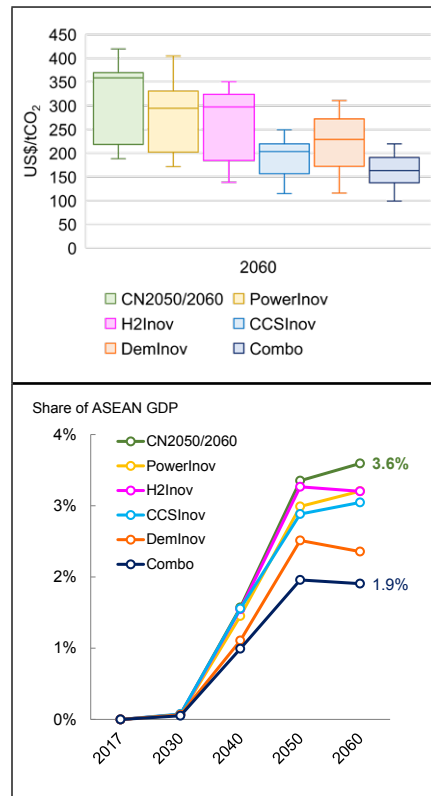 450
400
350
300
250
200
150
100
50
0
US$/tCO₂
2060
CN2050/2060 PowerInov
H2Inov CCSInov
DemInov Combo
Share of ASEAN GDP
4%
3%
2%
1%
0%
CN2050/2060
PowerInov
H2Inov
CCSInov
DemInov
Combo
3.6%
1.9%
2017 2030 2040 2050 2060